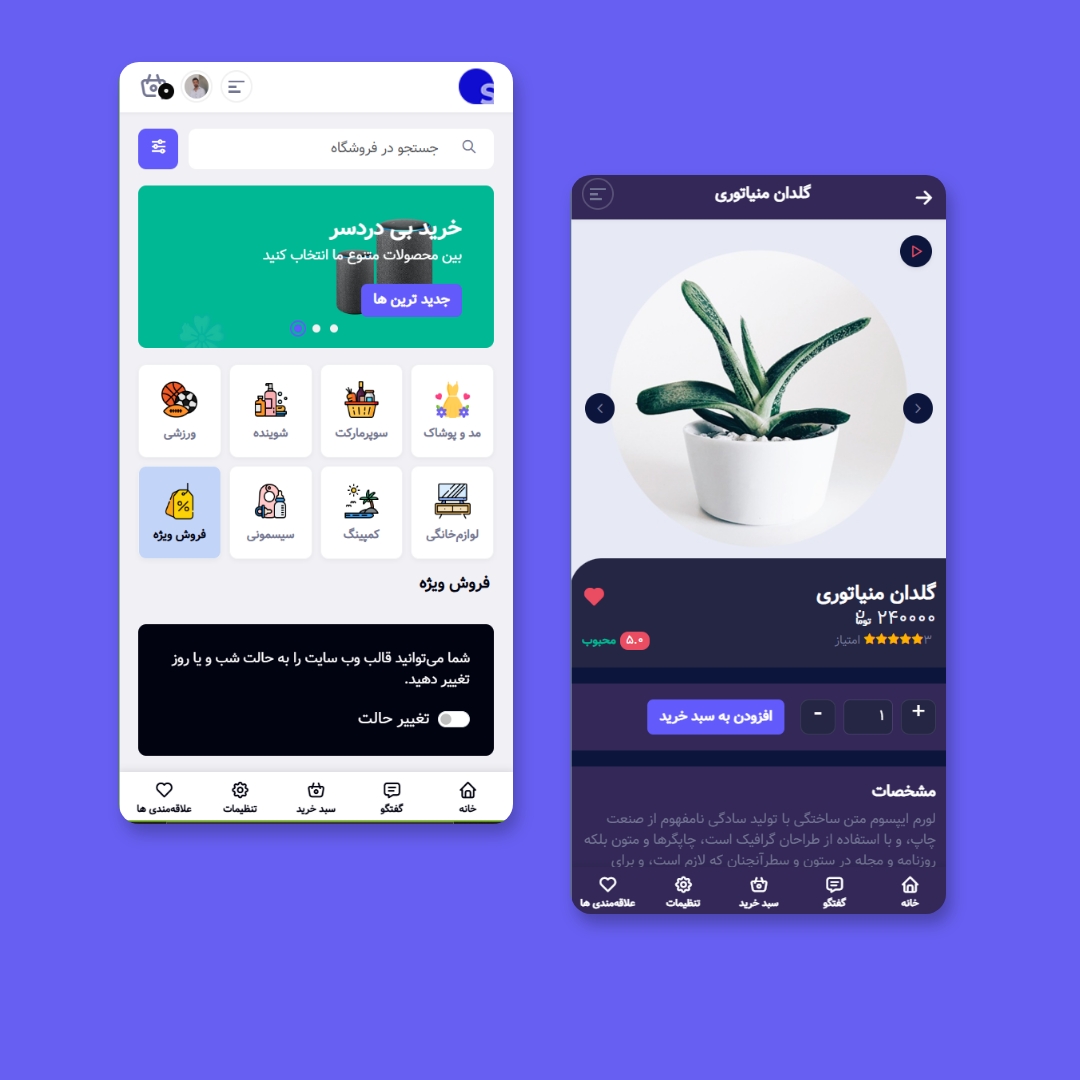 S
جستجو در فروشگاه
خرید بی دردسر
بین محصولات متنوع ما انتخاب کنید
جدید ترین ها
مد و پوشاک
سوپرمارکت
شوینده
ورزشی
لوازم‌خانگی
کمپینگ
سیسمونی
%
فروش ویژه
فروش ویژه
شما می‌توانید قالب وب سایت را به حالت شب و یا روز
تغییر دهید.
تغییر حالت
خانه
گفتگو
سبد خرید
تنظیمات
علاقه‌مندی ها
گلدان منیاتوری
گلدان منیاتوری
۲۴۰۰۰۰ تومان
۳ امتیاز
۵.۰ محبوب
+ ۱ - افزودن به سبد خرید
مشخصات
لورم ایپسوم متن ساختگی با تولید سادگی نامفهوم از صنعت
چاپ، و با استفاده از طراحان گرافیک است، چاپگرها و متون بلکه
روزنامه و مجله در ستون و سطرآنچنان که لازم است، و برای
خانه
گفتگو
سبد خرید
تنظیمات
علاقه‌مندی ها